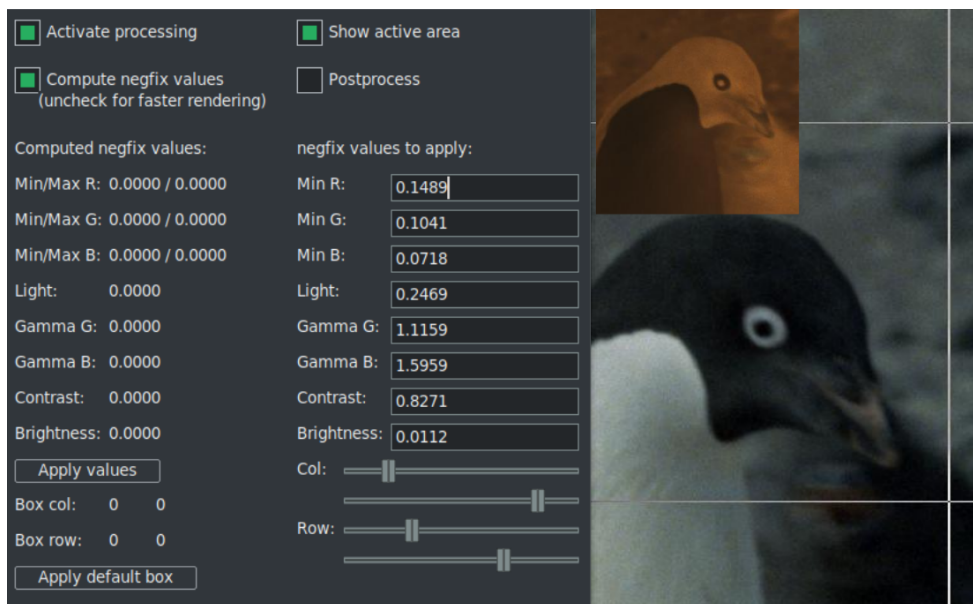 Activate processing
Show active area
Compute negfix values
(uncheck for faster rendering)
Postprocess
Computed negfix values:
negfix values to apply:
Min/Max R: 0.0000 / 0.0000
Min R: 0.1489
Min/Max G: 0.0000 / 0.0000
Min G: 0.1041
Min/Max B: 0.0000 / 0.0000
Min B: 0.0718
Light: 0.0000
Light: 0.2469
Gamma G: 0.0000
Gamma G: 1.1159
Gamma B: 0.0000
Gamma B: 1.5959
Contrast: 0.0000
Contrast: 0.8271
Brightness: 0.0000
Brightness: 0.0112
Apply values
Col:
Box col: 0 0
Row:
Box row: 0 0
Apply default box